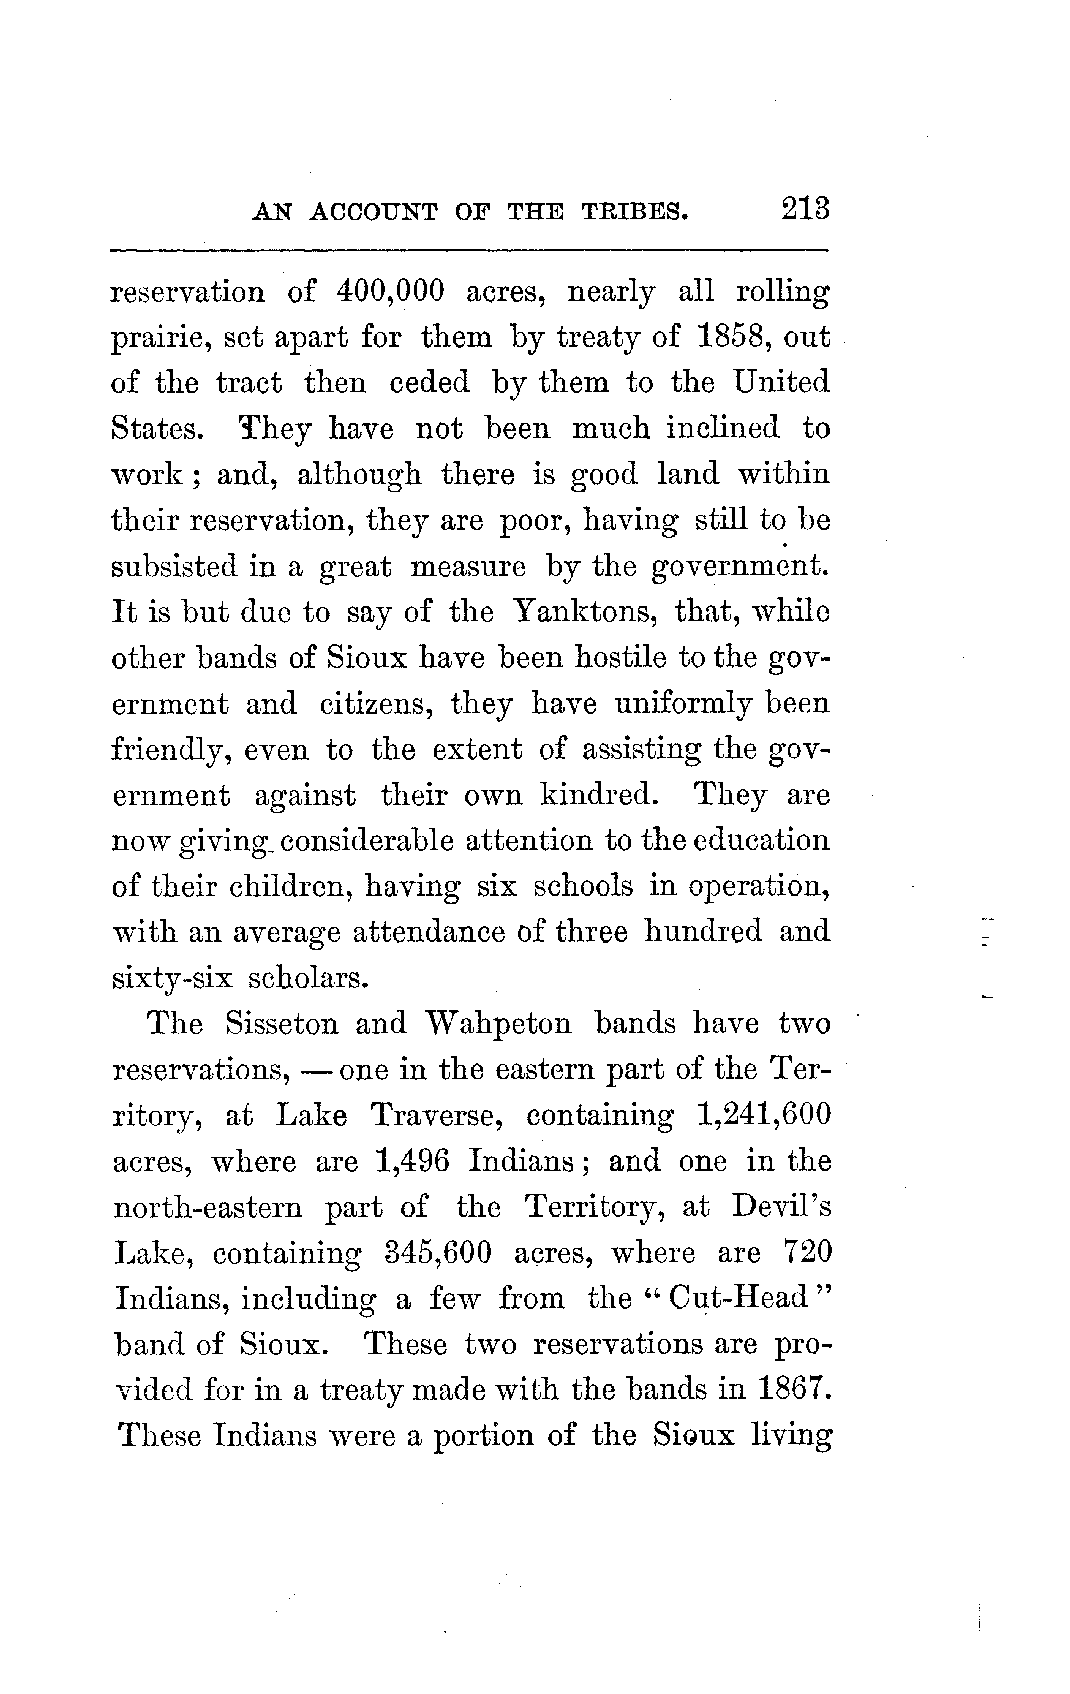 AN ACCOUNT OF THE TRIBES. 213
reservation of 400,000 acres, nearly all rolling
prairie, set apart for them by treaty of 1858, out
of the tract then ceded by them to the United
States. They have not been much inclined to
work; and, although there is good land within
their reservation, they are poor, having still to be
subsisted in a great measure by the government.
It is but due to say of the Yanktons, that, while
other bands of Sioux have been hostile to the gov-
ernment and citizens, they have uniformly been
friendly, even to the extent of assisting the gov-
ernment against their own kindred. They are
now giving considerable attention to the education
of their children, having six schools in operation,
with an average attendance of three hundred and
sixty-six scholars.
The Sisseton and Wahpeton bands have two
reservations, — one in the eastern part of the Ter-
ritory, at Lake Traverse, containing 1,241,600
acres, where are 1,496 Indians; and one in the
north-eastern part of the Territory, at Devil's
Lake, containing 345,600 acres, where are 720
Indians, including a few from the "Cut-Head"
band of Sioux. These two reservations are pro-
vided for in a treaty made with the bands in 1867.
These Indians were a portion of the Sioux living